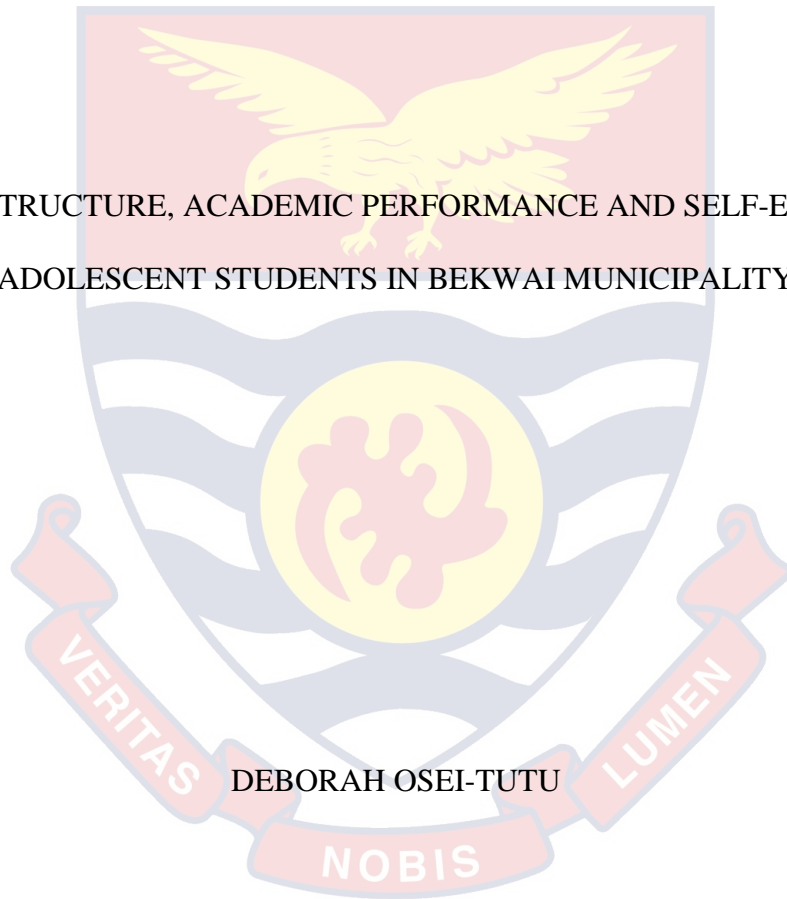 TRUCTURE, ACADEMIC PERFORMANCE AND SELF-E
ADOLESCENT STUDENTS IN BEKWAI MUNICIPALITY
DEBORAH OSEI-TUTU
VERITAS NOBIS LUMEN